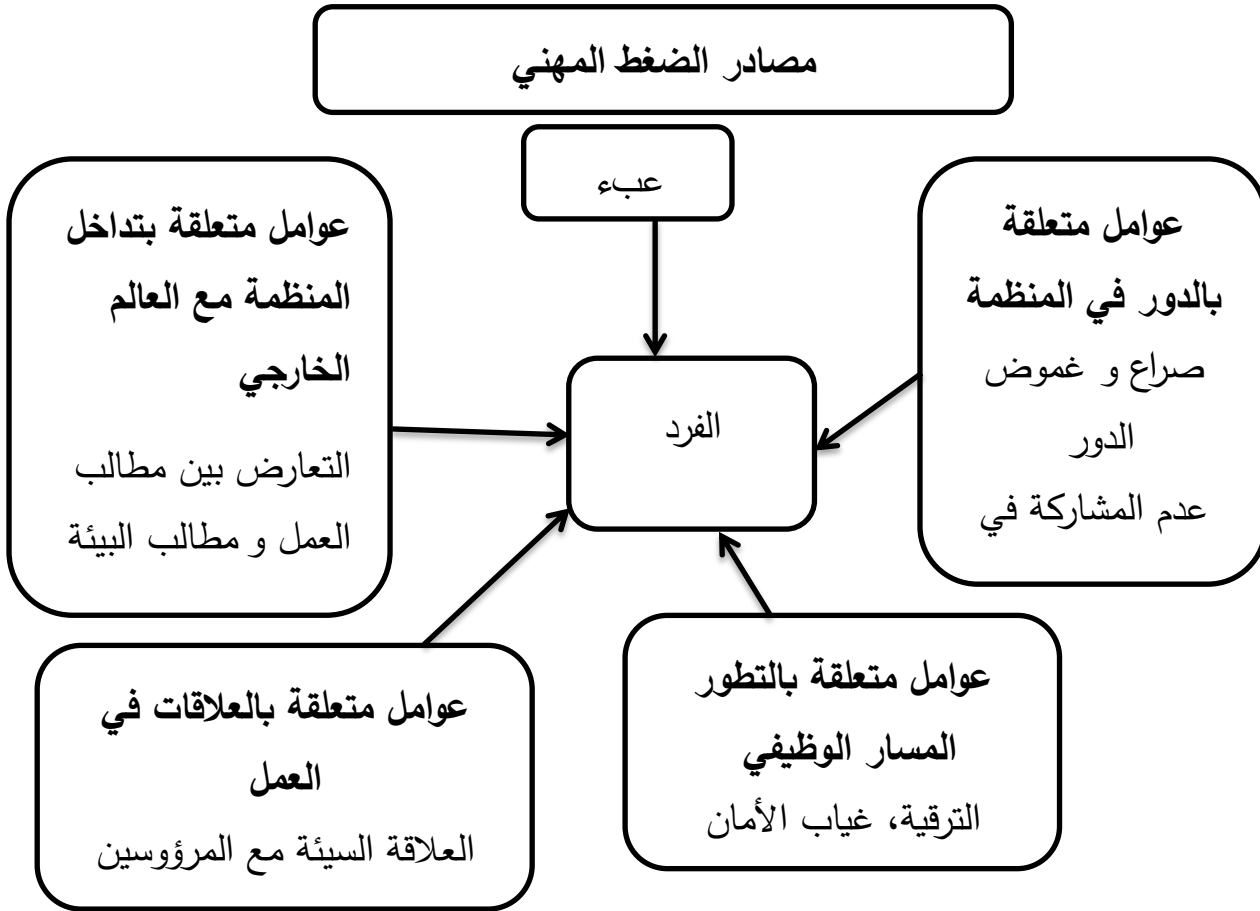 مصادر الضغط المهني
عبء
عوامل متعلقة
بالدور في المنظمة
صراع و غموض
الدور
عدم المشاركة في
عوامل متعلقة بتداخل
المنظمة مع العالم
الخارجي
التعارض بين مطالب
العمل و مطالب البيئة
الفرد
عوامل متعلقة بالتطور
المسار الوظيفي
الترقية، غياب الأمان
عوامل متعلقة بالعلاقات في
العمل
العلاقة السيئة مع المرؤوسين